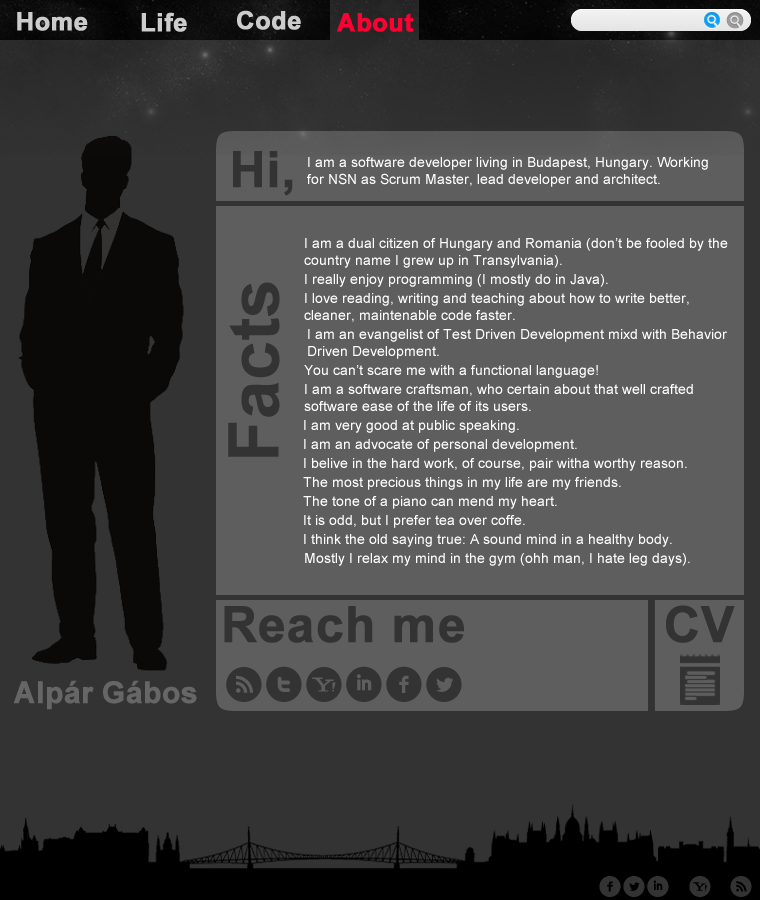 Home Life Code About
Hi,
I am a software developer living in Budapest, Hungary. Working
for NSN as Scrum Master, lead developer and architect.
Facts
I am a dual citizen of Hungary and Romania (don't be fooled by the
country name I grew up in Transylvania).
I really enjoy programming (I mostly do in Java).
I love reading, writing and teaching about how to write better,
cleaner, maintenable code faster.
I am an evangelist of Test Driven Development mixd with Behavior
Driven Development.
You can't scare me with a functional language!
I am a software craftsman, who certain about that well crafted
software ease of the life of its users.
I am very good at public speaking.
I am an advocate of personal development.
I belive in the hard work, of course, pair witha worthy reason.
The most precious things in my life are my friends.
The tone of a piano can mend my heart.
It is odd, but I prefer tea over coffe.
I think the old saying true: A sound mind in a healthy body.
Mostly I relax my mind in the gym (ohh man, I hate leg days).
Reach me
CV
Alpár Gábos